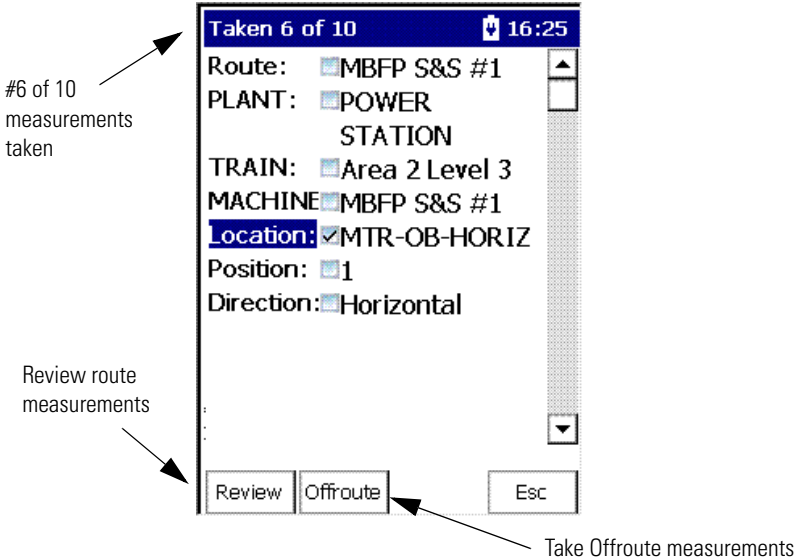 Taken 6 of 10 16:25
#6 of 10
measurements
taken
Route: MBFP S&S #1
PLANT: POWER
STATION
TRAIN: Area 2 Level 3
MACHINE MBFP S&S #1
Location: MTR-OB-HORIZ
Position: 1
Direction: Horizontal
Review route
measurements
Review Offroute Esc
Take Offroute measurements